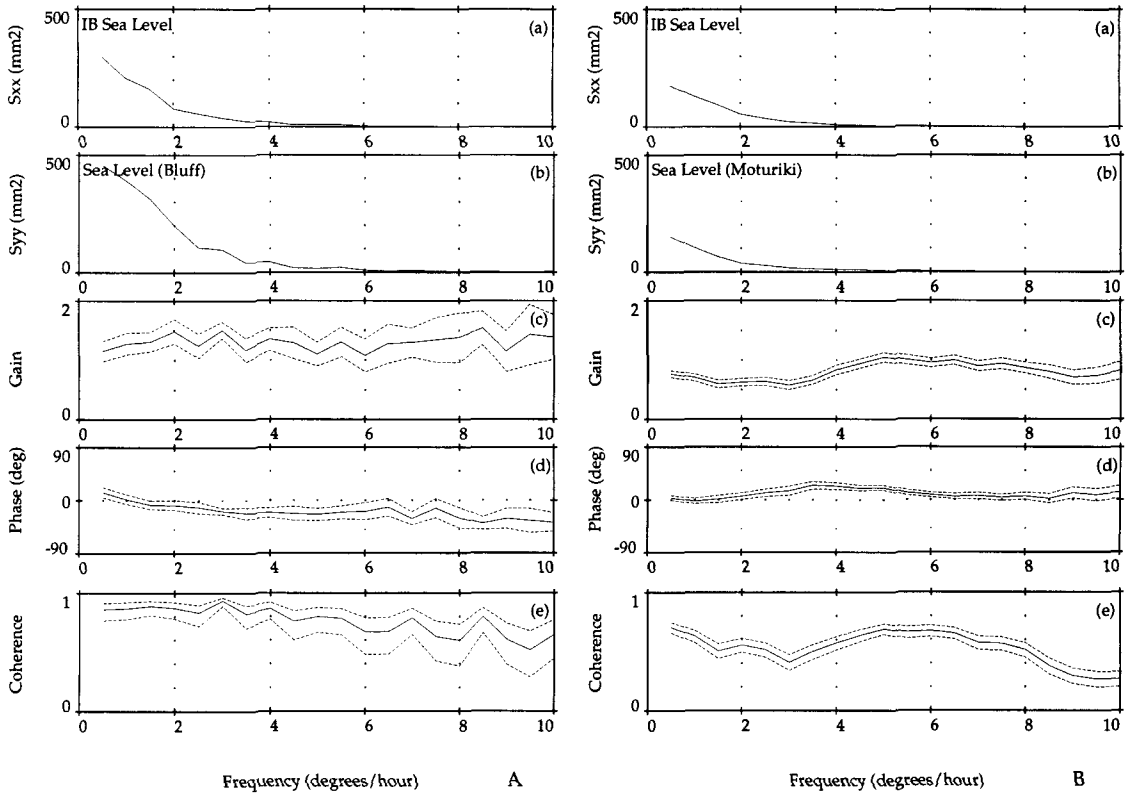 500
IB Sea Level
(a)
Sxx (mm2)
0
0 2 4 6 8 10
500
Sea Level (Bluff)
(b)
Syy (mm2)
0
0 2 4 6 8 10
2
(c)
Gain
0
0 2 4 6 8 10
90
(d)
Phase (deg)
0
-90
0 2 4 6 8 10
1
(e)
Coherence
0
0 2 4 6 8 10
Frequency (degrees/hour)
A
500
IB Sea Level
(a)
Sxx (mm2)
0
0 2 4 6 8 10
500
Sea Level (Moturiki)
(b)
Syy (mm2)
0
0 2 4 6 8 10
2
(c)
Gain
0
0 2 4 6 8 10
90
(d)
Phase (deg)
0
-90
0 2 4 6 8 10
1
(e)
Coherence
0
0 2 4 6 8 10
Frequency (degrees/hour)
B